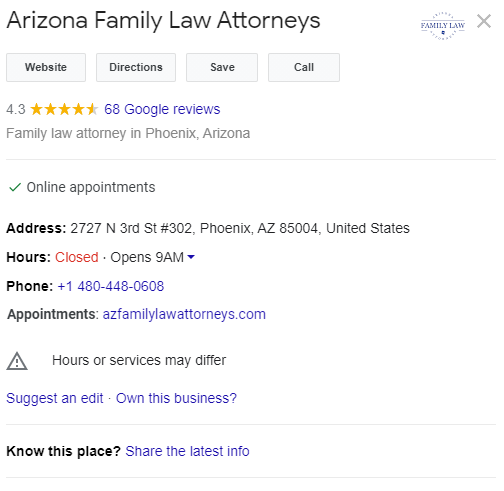 Arizona Family Law Attorneys
FAMILY LAW
Website
Directions
Save
Call
4.3 68 Google reviews
Family law attorney in Phoenix, Arizona
Online appointments
Address: 2727 N 3rd St #302, Phoenix, AZ 85004, United States
Hours: Closed · Opens 9AM
Phone: +1 480-448-0608
Appointments: azfamilylawattorneys.com
Hours or services may differ
Suggest an edit · Own this business?
Know this place? Share the latest info